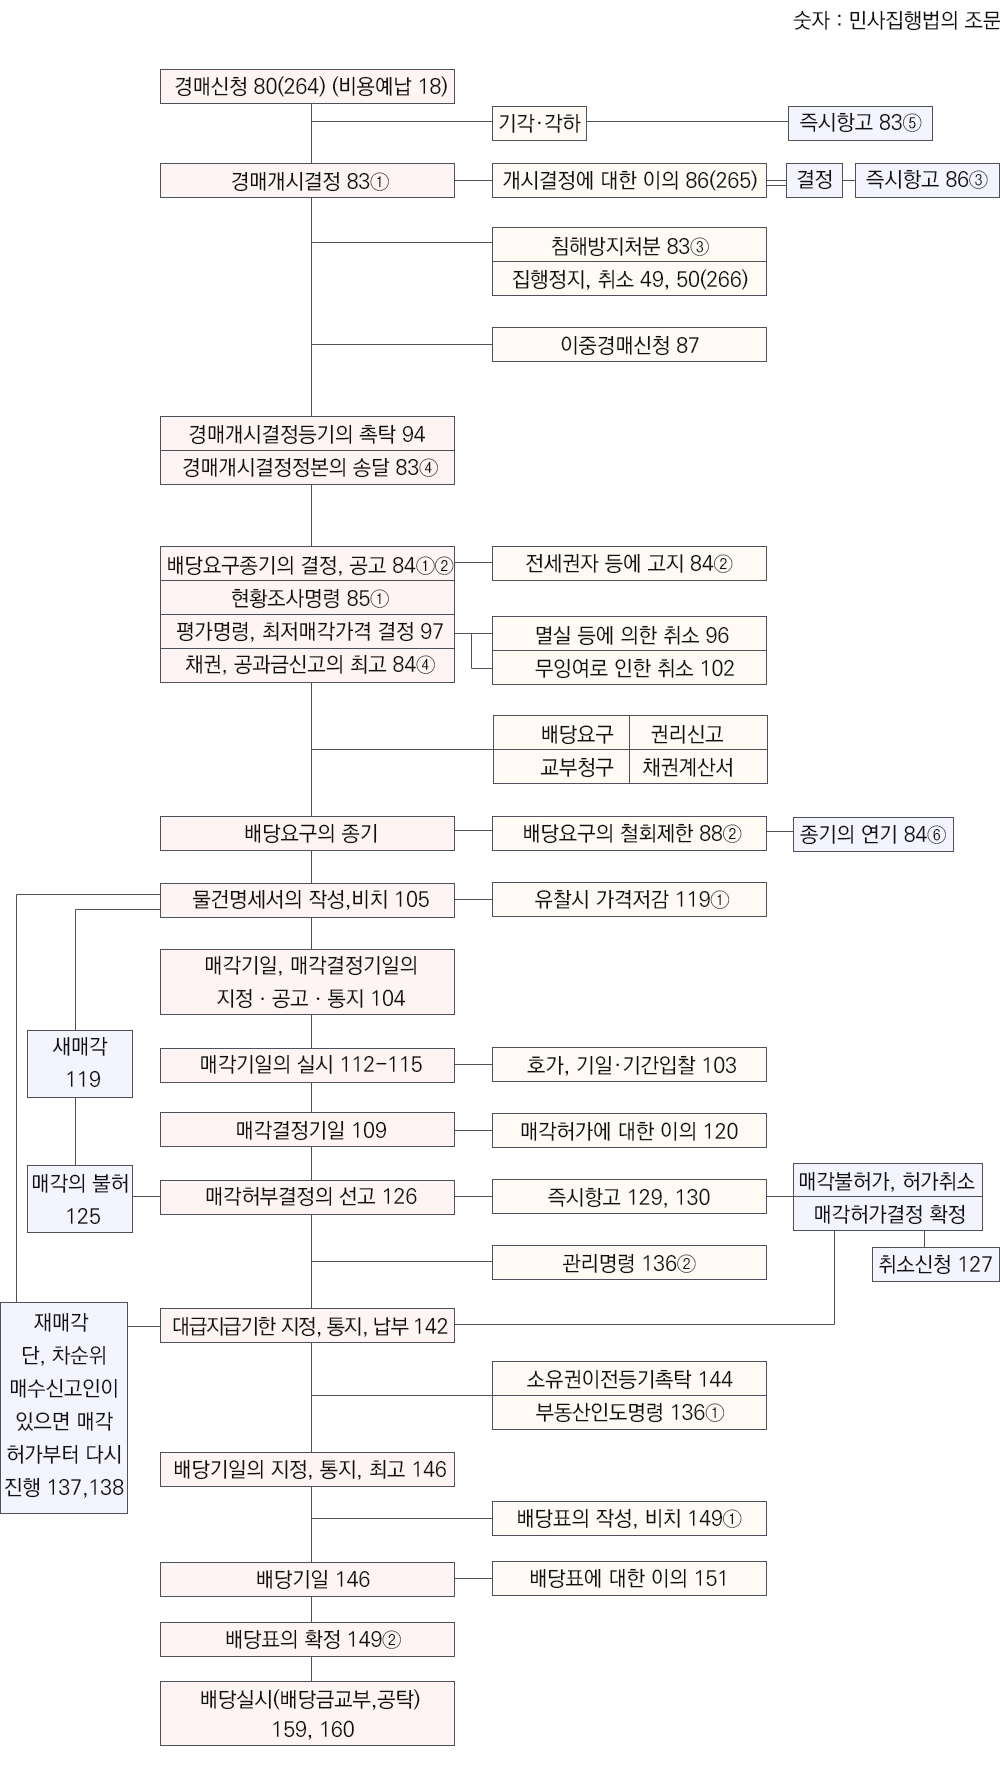 숫자 : 민사집행법의 조문
경매신청 80(264) (비용예납 18)
기각·각하
즉시항고 83⑤
경매개시결정 83①
개시결정에 대한 이의 86(265)
결정
즉시항고 86③
침해방지처분 83③
집행정지, 취소 49, 50(266)
이중경매신청 87
경매개시결정등기의 촉탁 94
경매개시결정정본의 송달 83④
배당요구종기의 결정, 공고 84①②
전세권자 등에 고지 84②
현황조사명령 85①
평가명령, 최저매각가격 결정 97
멸실 등에 의한 취소 96
채권, 공과금신고의 최고 84④
무잉여로 인한 취소 102
배당요구 권리신고
교부청구 채권계산서
배당요구의 종기
배당요구의 철회제한 88②
종기의 연기 84⑥
물건명세서의 작성,비치 105
유찰시 가격저감 119①
매각기일, 매각결정기일의
지정 · 공고 · 통지 104
새매각
119
매각기일의 실시 112-115
호가, 기일·기간입찰 103
매각결정기일 109
매각허가에 대한 이의 120
매각의 불허
125
매각허부결정의 선고 126
즉시항고 129, 130
매각불허가, 허가취소
매각허가결정 확정
관리명령 136②
취소신청 127
재매각
단, 차순위
매수신고인이
있으면 매각
허가부터 다시
진행 137,138
대급지급기한 지정, 통지, 납부 142
소유권이전등기촉탁 144
부동산인도명령 136①
배당기일의 지정, 통지, 최고 146
배당표의 작성, 비치 149①
배당기일 146
배당표에 대한 이의 151
배당표의 확정 149②
배당실시(배당금교부,공탁)
159, 160